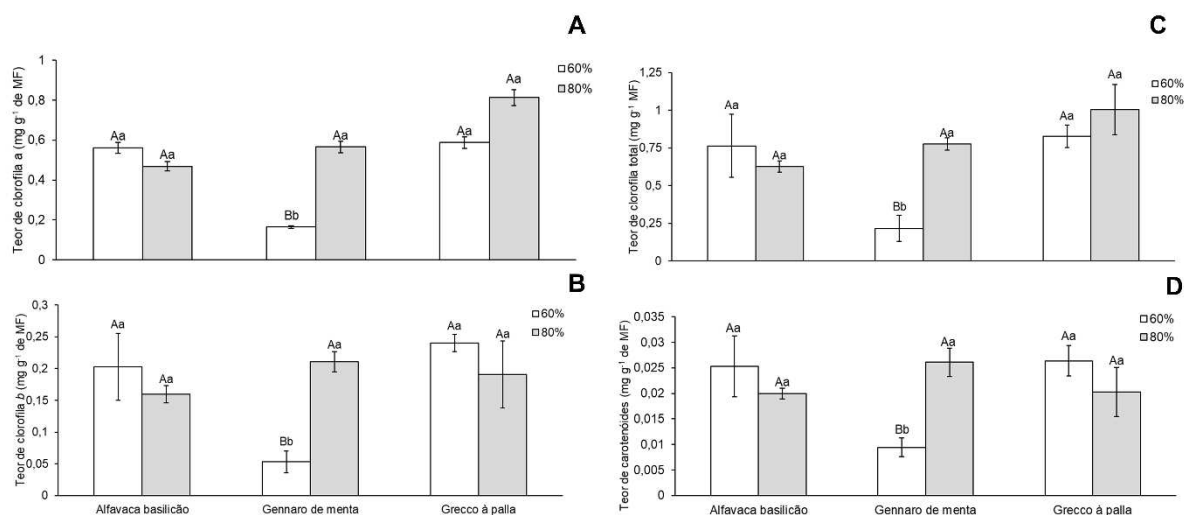 A
Teor de clorofila a (mg g⁻¹ de MF)
1
0,8
0,6
0,4
0,2
0
60%
80%
Aa
Aa
Bb
Aa
Aa
Aa
B
Teor de clorofila b (mg g⁻¹ de MF)
0,3
0,25
0,2
0,15
0,1
0,05
0
60%
80%
Aa
Aa
Bb
Aa
Aa
Aa
Alfavaca basilicão
Gennaro de menta
Grecco à palla
C
Teor de clorofila total (mg g⁻¹ MF)
1,25
1
0,75
0,5
0,25
0
60%
80%
Aa
Aa
Bb
Aa
Aa
Aa
D
Teor de carotenóides (mg g⁻¹ de MF)
0,035
0,03
0,025
0,02
0,015
0,01
0,005
0
60%
80%
Aa
Aa
Bb
Aa
Aa
Aa
Alfavaca basilicão
Gennaro de menta
Grecco à palla